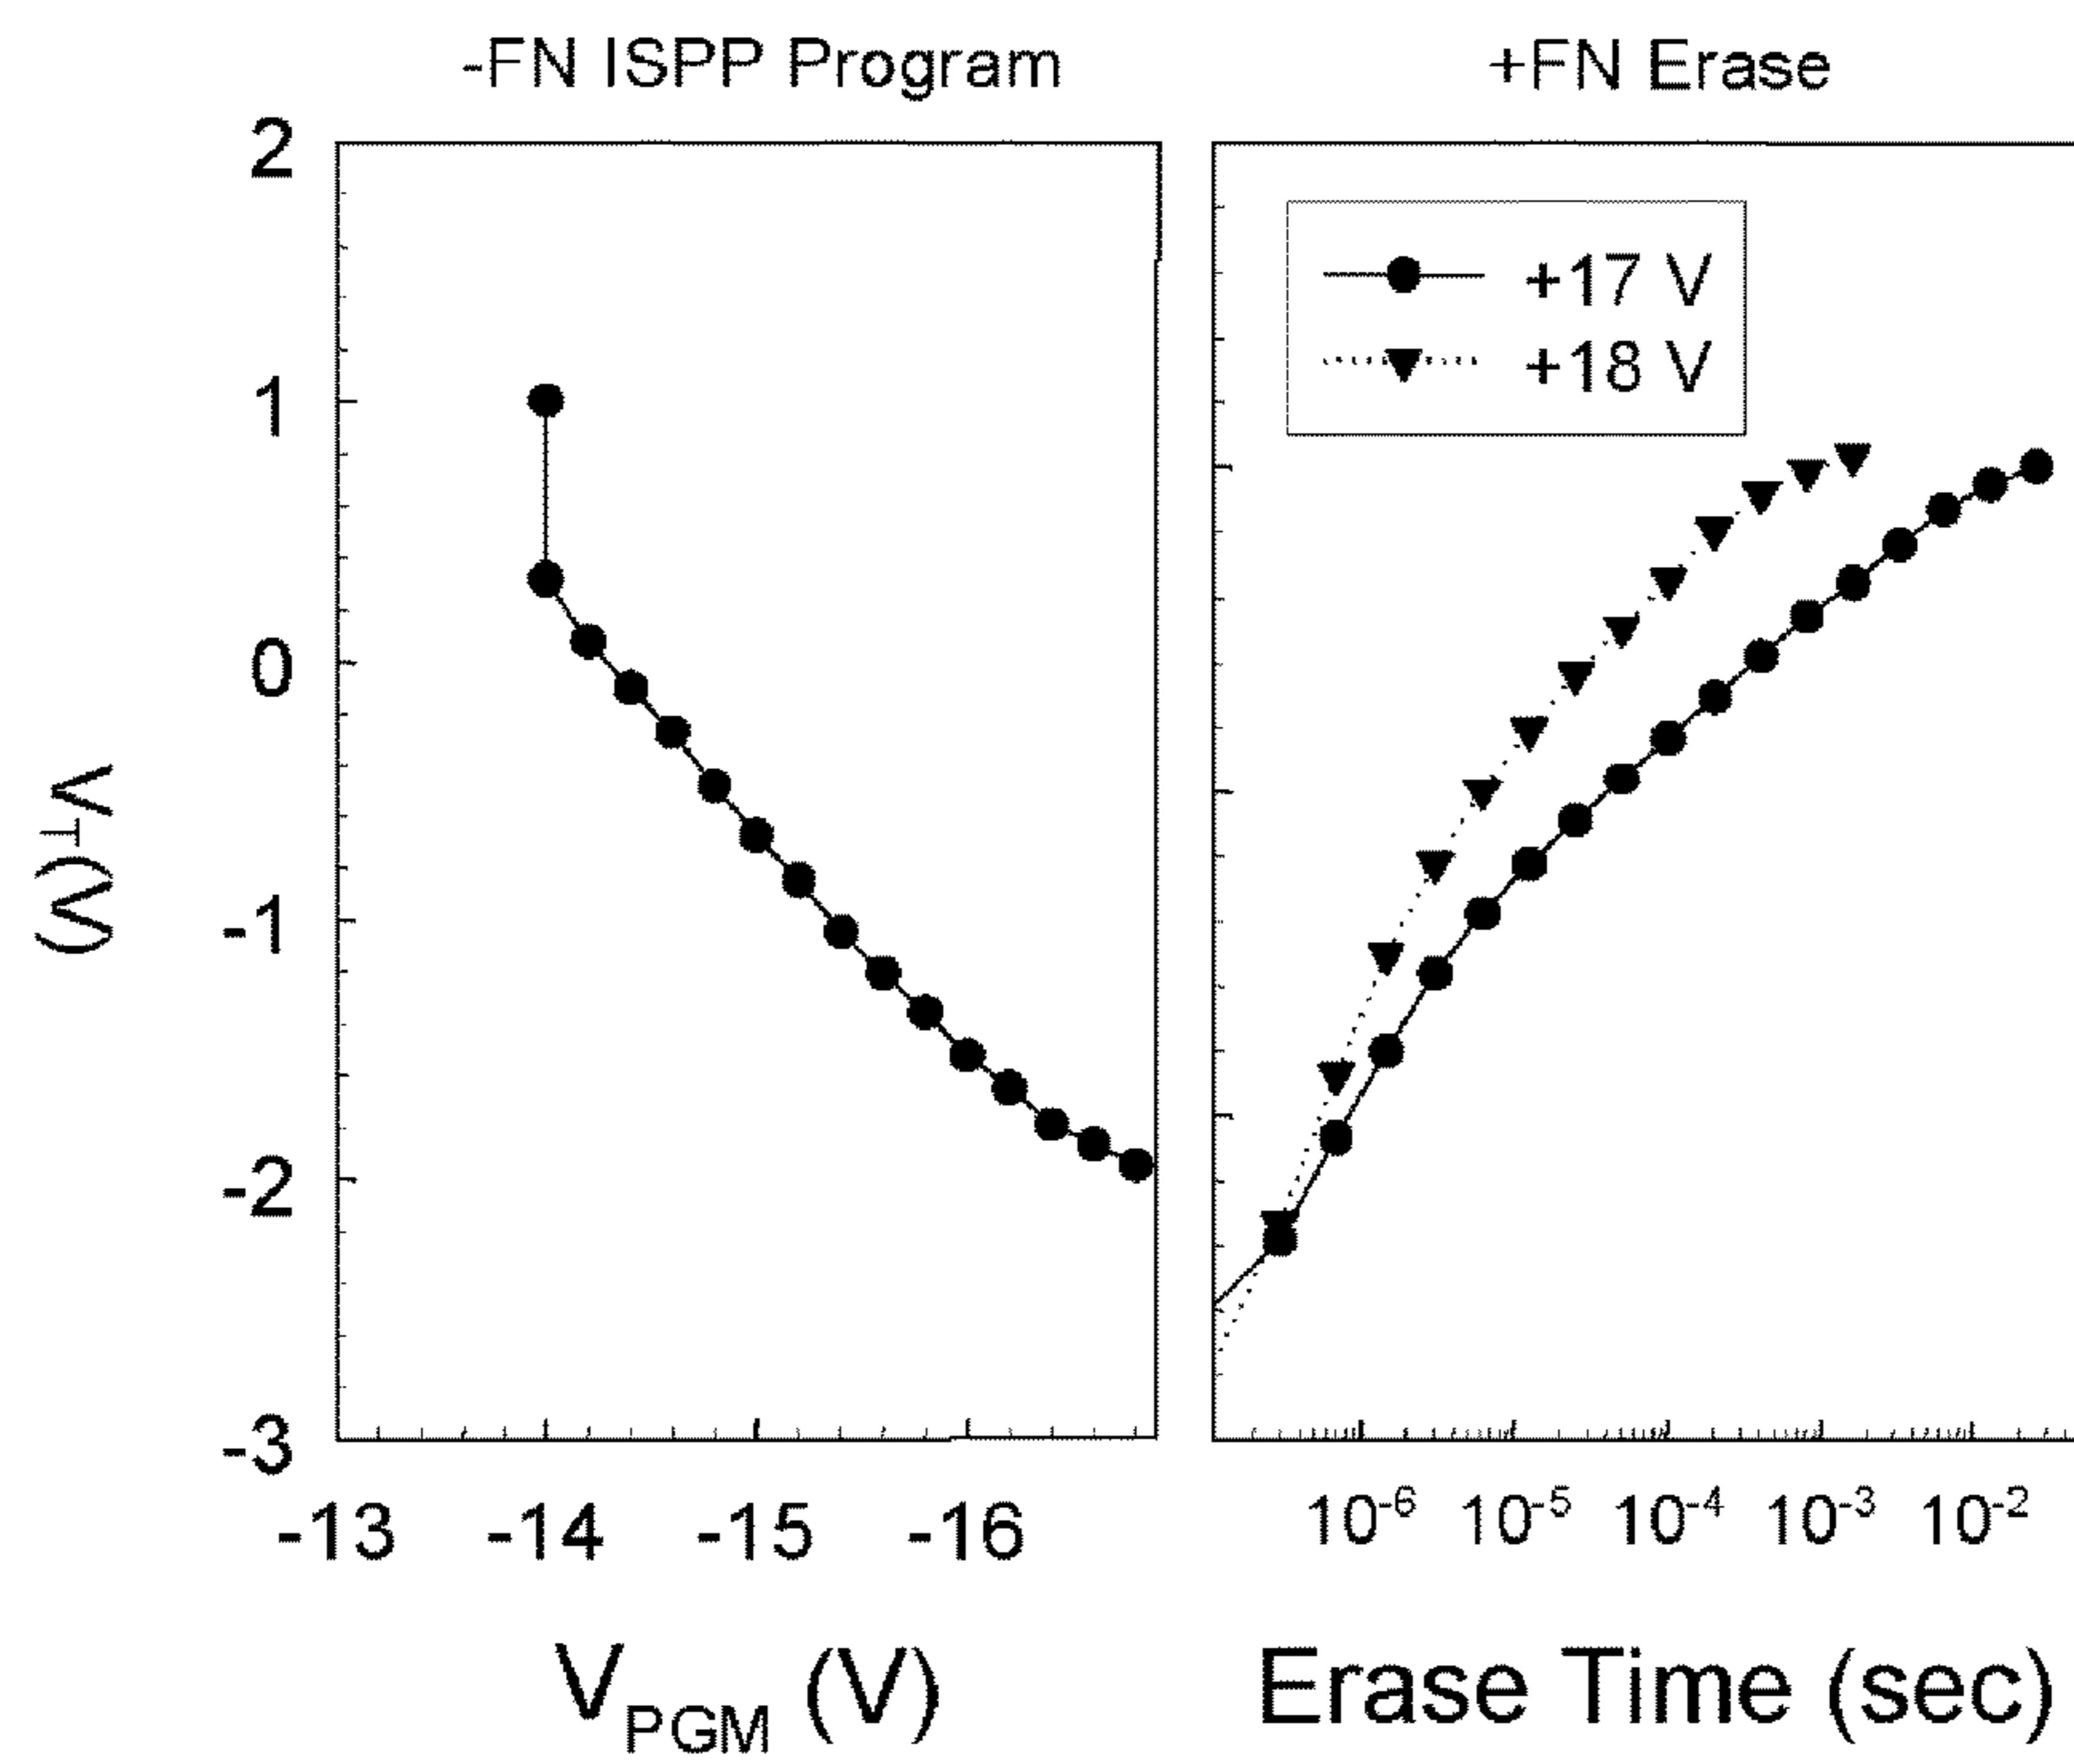 -FN ISPP Program
+FN Erase
2
1
0
-1
-2
-3
V_T(V)
+17 V
+18 V
-13 -14 -15 -16
10^-6 10^-5 10^-4 10^-3 10^-2
V_PGM (V)
Erase Time (sec)